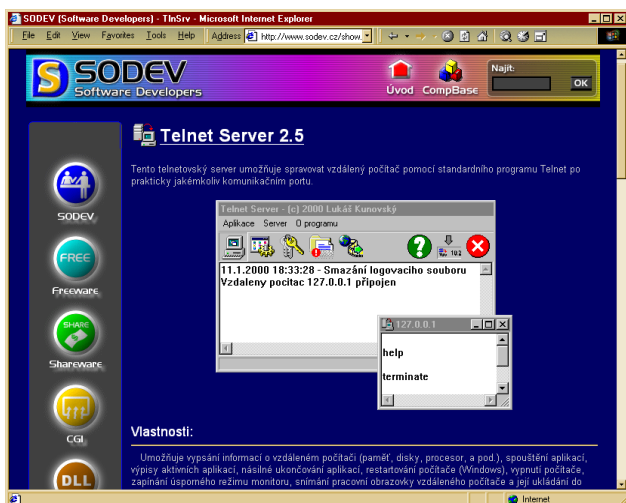 SODEV (Software Developers) - TlnSrv - Microsoft Internet Explorer
File Edit View Favorites Tools Help Address http://www.sodev.cz/show.
SODEV
Software Developers
Úvod CompBase
Najít:
OK
Telnet Server 2.5
Tento telnetovský server umožňuje spravovat vzdálený počítač pomocí standardního programu Telnet po
prakticky jakémkoliv komunikačním portu.
SODEV
FREE
Freeware
SHARE
Shareware
CGI
DLL
Telnet Server - (c) 2000 Lukáš Kunovský
Aplikace Server O programu
11.1.2000 18:33:28 - Smazání logovaciho souboru
Vzdaleny pocitac 127.0.0.1 připojen
127.0.0.1
help
terminate
Vlastnosti:
Umožňuje vypsání informací o vzdáleném počítači (paměť, disky, procesor, a pod.), spouštění aplikací,
výpisy aktivních aplikací, násilné ukončování aplikací, restartování počítače (Windows), vypnutí počítače,
zapínání úsporného režimu monitoru, snímání pracovní obrazovky vzdáleného počítače a její ukládání do
Internet